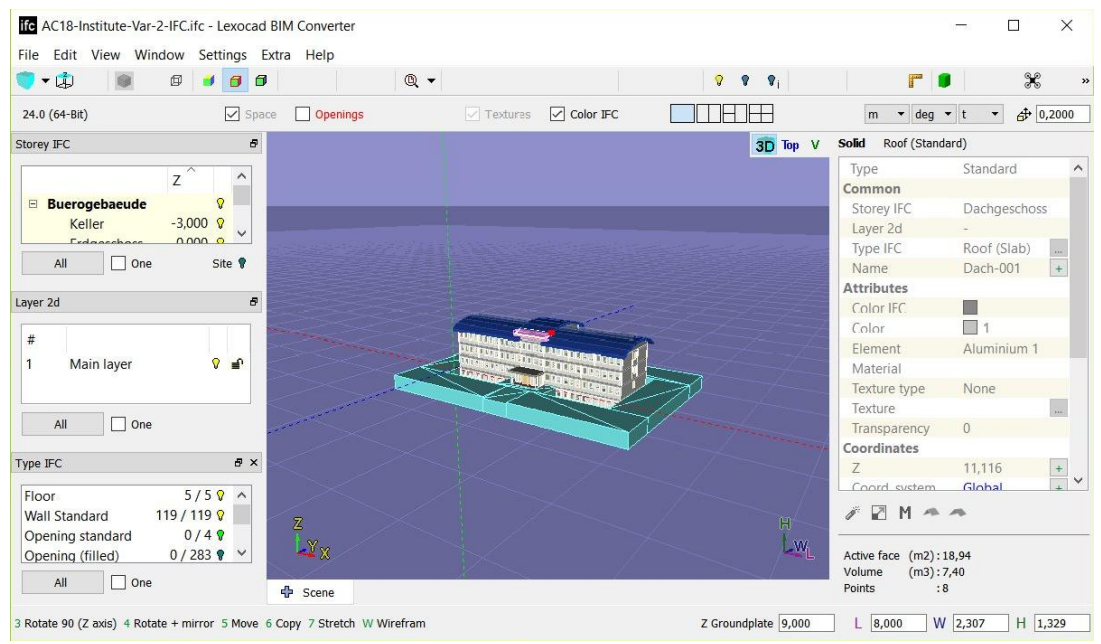 ifc AC18-Institute-Var-2-IFC.ifc - Lexocad BIM Converter
File Edit View Window Settings Extra Help
24.0 (64-Bit) Space Openings Textures Color IFC m deg t 0,2000
Storey IFC
Z
Buerogebaeude
Keller -3,000
Erdgeschoss 0,000
All One Site
Layer 2d
#
1 Main layer
All One
Type IFC
Floor 5 / 5
Wall Standard 119 / 119
Opening standard 0 / 4
Opening (filled) 0 / 283
All One
3D Top V
Z
Y
X
H
W
L
Scene
Solid Roof (Standard)
Type Standard
Common
Storey IFC Dachgeschoss
Layer 2d -
Type IFC Roof (Slab) ...
Name Dach-001 +
Attributes
Color IFC
Color 1
Element Aluminium 1
Material
Texture type None
Texture ...
Transparency 0
Coordinates
Z 11,116 +
Coord. system Global +
M
Active face (m2) : 18,94
Volume (m3) : 7,40
Points : 8
3 Rotate 90 (Z axis) 4 Rotate + mirror 5 Move 6 Copy 7 Stretch W Wirefram Z Groundplate 9,000 L 8,000 W 2,307 H 1,329